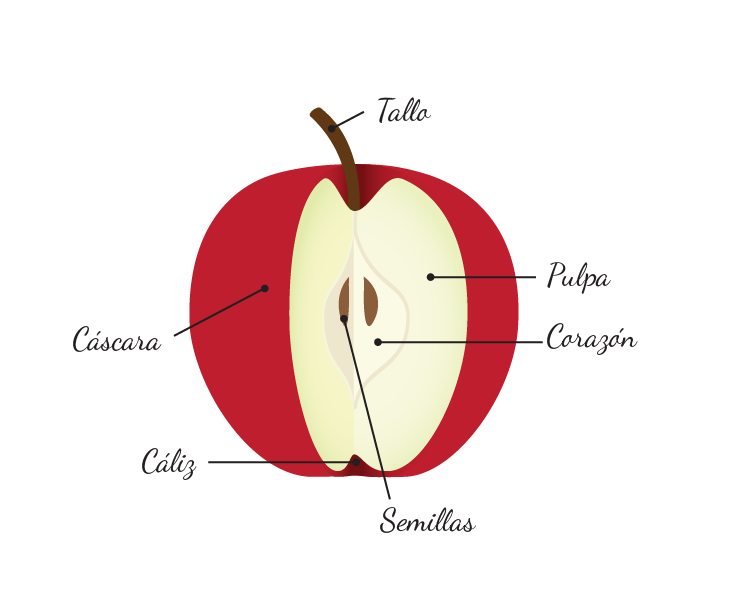 Tallo
Pulpa
Corazón
Cáscara
Cáliz
Semillas